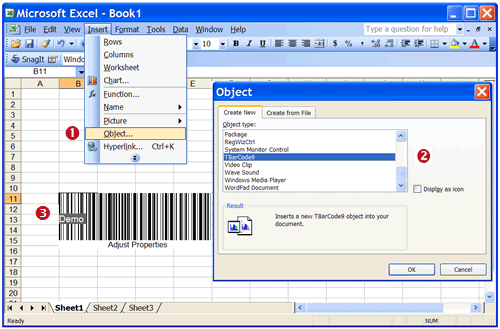 Microsoft Excel - Book1
File Edit View Insert Format Tools Data Window Help Type a question for help
10 B I U
SnagIt Windo
B11
A B
Rows
Columns
Worksheet
Chart...
Function...
Name
Picture
Object...
Hyperlink... Ctrl+K
1
2
3
4
5
6
7
8
9
10
11
12
13
14
15
16
17
18
19
20
21
1
3
Demo
Adjust Properties
Object
Create New Create from File
Object type:
Package
RegWizCtrl
System Monitor Control
TBarCode9
Video Clip
Wave Sound
Windows Media Player
WordPad Document
2
Display as icon
Result
Inserts a new TBarCode9 object into your
document.
OK Cancel
Sheet1 Sheet2 Sheet3
Ready NUM